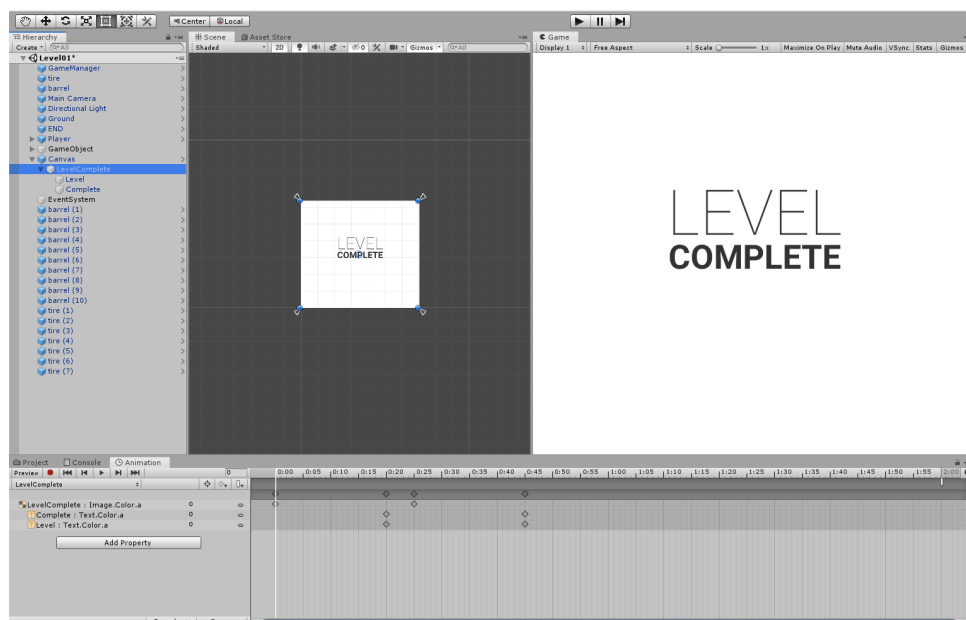 Center Local
Hierarchy
Create All
Level01*
GameManager
tire
barrel
Main Camera
Directional Light
Ground
END
Player
GameObject
Canvas
LevelComplete
Level
Complete
EventSystem
barrel (1)
barrel (2)
barrel (3)
barrel (4)
barrel (5)
barrel (6)
barrel (7)
barrel (8)
barrel (9)
barrel (10)
tire (1)
tire (2)
tire (3)
tire (4)
tire (5)
tire (6)
tire (7)
Scene Asset Store
Shaded 2D 0 Gizmos All
LEVEL
COMPLETE
Game
Display 1 Free Aspect Scale 1x Maximize On Play Mute Audio VSync Stats Gizmos
LEVEL
COMPLETE
Project Console Animation
Preview 0 0:00 0:05 0:10 0:15 0:20 0:25 0:30 0:35 0:40 0:45 0:50 0:55 1:00 1:05 1:10 1:15 1:20 1:25 1:30 1:35 1:40 1:45 1:50 1:55 2:00
LevelComplete
LevelComplete : Image.Color.a 0
Complete : Text.Color.a 0
Level : Text.Color.a 0
Add Property